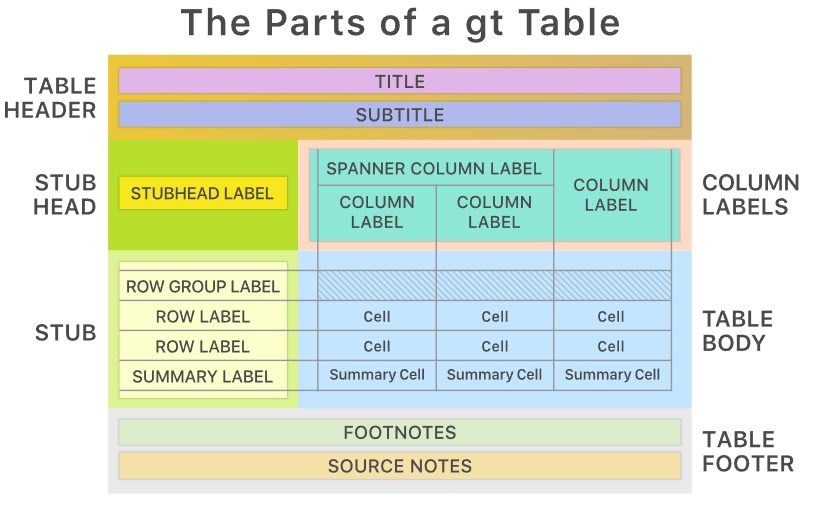 The Parts of a gt Table
TABLE
HEADER
TITLE
SUBTITLE
STUB
HEAD
STUBHEAD LABEL
SPANNER COLUMN LABEL
COLUMN
LABEL
COLUMN
LABEL
COLUMN
LABEL
COLUMN
LABELS
STUB
ROW GROUP LABEL
ROW LABEL Cell Cell Cell
ROW LABEL Cell Cell Cell
SUMMARY LABEL Summary Cell Summary Cell Summary Cell
TABLE
BODY
FOOTNOTES
SOURCE NOTES
TABLE
FOOTER